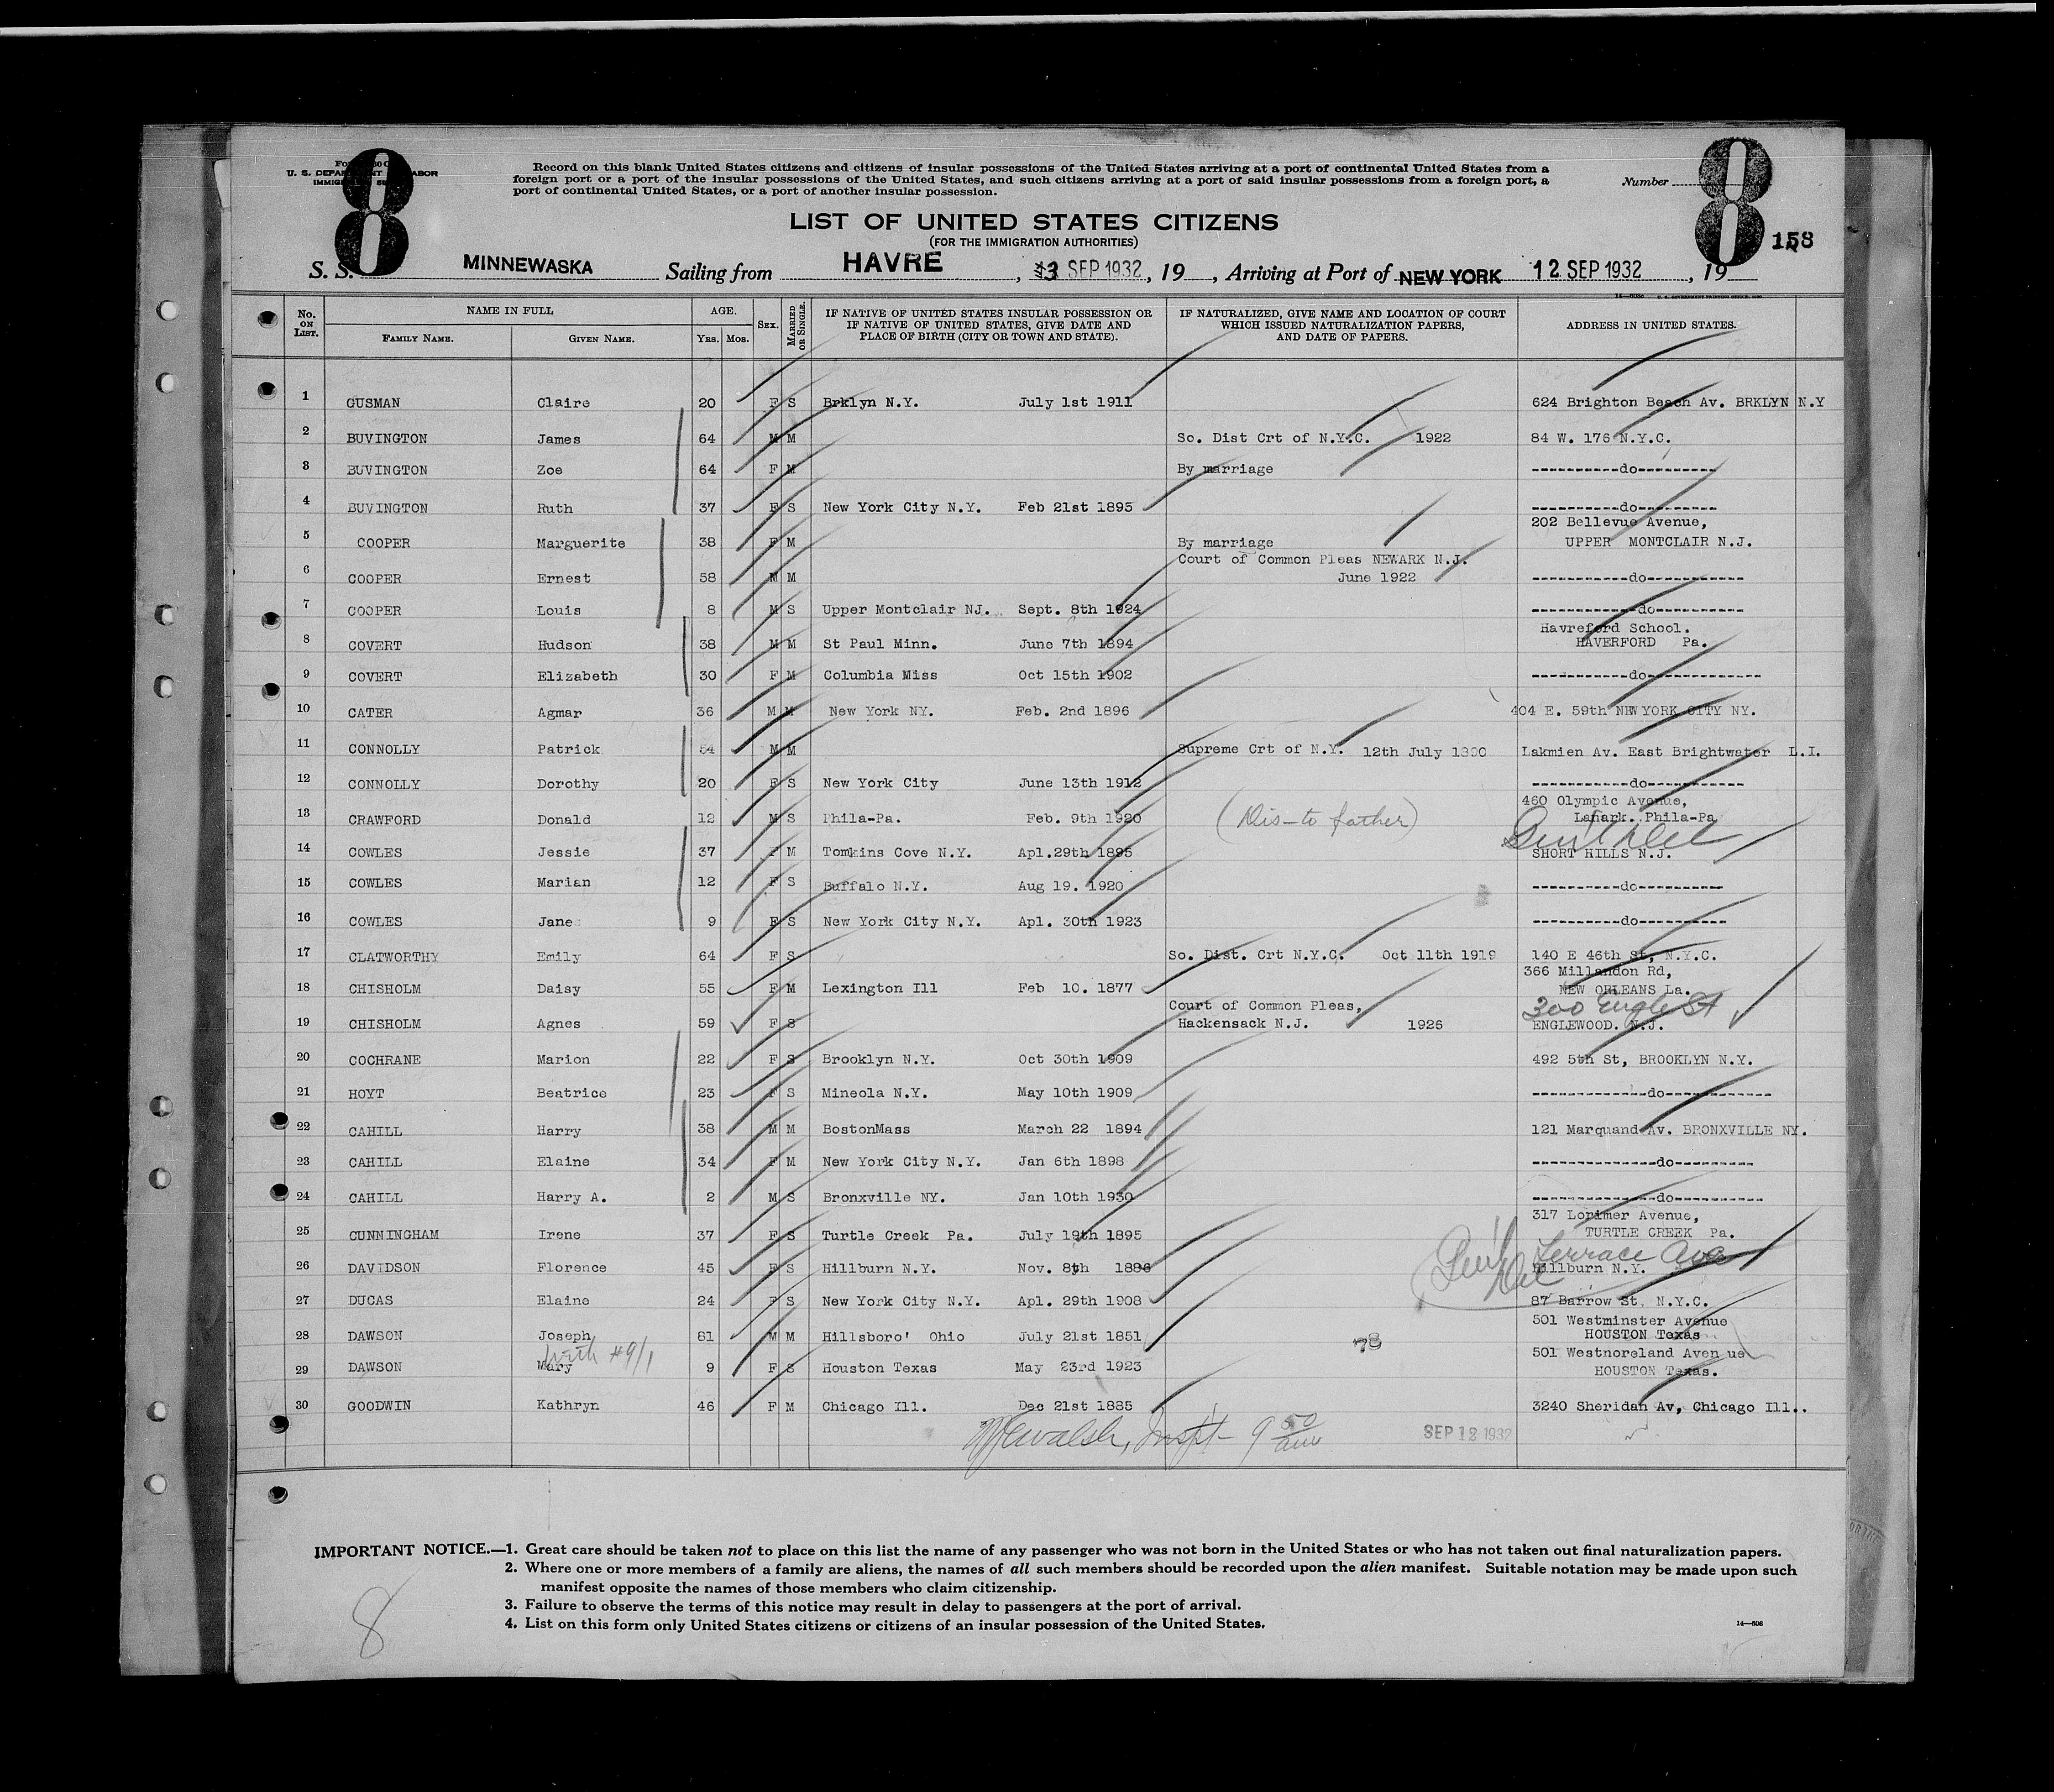 8 8
U. S. DEPA
Record on this blank United States citizens and citizens of insular possessions of the United States arriving at a port of continental United States from a
foreign port or a port of the insular possessions of the United States, and such citizens arriving at a port of said insular possessions from a foreign port, a
port of continental United States, or a port of another insular possession.
Number
LIST OF UNITED STATES CITIZENS
(FOR THE IMMIGRATION AUTHORITIES)
158
S. S. MINNEWASKA Sailing from HAVRE, 3 SEP 1932, 19 , Arriving at Port of NEW YORK 12 SEP 1932, 19
No. ON LIST. NAME IN FULL AGE. SEX. MARRIED OR SINGLE. IF NATIVE OF UNITED STATES INSULAR POSSESSION OR IF NATIVE OF UNITED STATES, GIVE DATE AND PLACE OF BIRTH (CITY OR TOWN AND STATE). IF NATURALIZED, GIVE NAME AND LOCATION OF COURT WHICH ISSUED NATURALIZATION PAPERS, AND DATE OF PAPERS. ADDRESS IN UNITED STATES.
FAMILY NAME. GIVEN NAME. YRS. MOS.
1 GUSMAN Claire 20 F S Brklyn N.Y. July 1st 1911 624 Brighton Beach Av. BRKLYN N.Y
2 BUVINGTON James 64 M M So. Dist Crt of N.Y.C. 1922 84 W. 176 N.Y.C.
3 BUVINGTON Zoe 64 F M By marriage ----------do---------
4 BUVINGTON Ruth 37 F S New York City N.Y. Feb 21st 1895 ----------do---------
202 Bellevue Avenue,
5 COOPER Marguerite 38 F M By marriage UPPER MONTCLAIR N.J.
Court of Common Pleas NEWARK N.J.
6 COOPER Ernest 58 M M June 1922 -----------do-----------
7 COOPER Louis 8 M S Upper Montclair NJ. Sept. 8th 1924 ------------do----------
Havreford School.
8 COVERT Hudson 38 M M St Paul Minn. June 7th 1894 HAVERFORD Pa.
9 COVERT Elizabeth 30 F M Columbia Miss Oct 15th 1902 -----------do-------------
10 CATER Agmar 36 M M New York NY. Feb. 2nd 1896 404 E. 59th NEW YORK CITY NY.
11 CONNOLLY Patrick 54 M M Supreme Crt of N.Y. 12th July Lakmien Av. East Brightwater L.I.
12 CONNOLLY Dorothy 20 F S New York City June 13th 1912 -----------do-----------
460 Olympic Avenue,
13 CRAWFORD Donald 12 M S Phila-Pa. Feb. 9th 1920 (Dis-to father) Lanark. Phila-Pa
14 COWLES Jessie 37 F M Tomkins Cove N.Y. Apl.29th 1895 SHORT HILLS N.J.
15 COWLES Marian 12 F S Buffalo N.Y. Aug 19. 1920 ----------do----------
16 COWLES Jane 9 F S New York City N.Y. Apl. 30th 1923 ----------do----------
17 CLATWORTHY Emily 64 F S So. Dist. Crt N.Y.C. Oct 11th 1919 140 E 46th St, N.Y.C.
366 Millandon Rd,
18 CHISHOLM Daisy 55 F M Lexington Ill Feb 10. 1877 NEW ORLEANS La.
Court of Common Pleas, 300 Engle St
19 CHISHOLM Agnes 59 F S Hackensack N.J. 1926 ENGLEWOOD. N.J.
20 COCHRANE Marion 22 F S Brooklyn N.Y. Oct 30th 1909 492 5th St, BROOKLYN N.Y.
21 HOYT Beatrice 23 F S Mineola N.Y. May 10th 1909 -------------do------------
22 CAHILL Harry 38 M M BostonMass March 22 1894 121 Marquand Av. BRONXVILLE NY.
23 CAHILL Elaine 34 F M New York City N.Y. Jan 6th 1898 --------------do---------
24 CAHILL Harry A. 2 M S Bronxville NY. Jan 10th 1930 --------------do----------
317 Lorimer Avenue,
25 CUNNINGHAM Irene 37 F S Turtle Creek Pa. July 19th 1895 TURTLE CREEK Pa.
Terrace Ave
26 DAVIDSON Florence 45 F S Hillburn N.Y. Nov. 8th 1886 Hillburn N.Y.
27 DUCAS Elaine 24 F S New York City N.Y. Apl. 29th 1908 87 Barrow St, N.Y.C.
501 Westminster Avenue
28 DAWSON Joseph 81 M M Hillsboro' Ohio July 21st 1851 78 HOUSTON Texas
with #9/1 501 Westnoreland Aven ue
29 DAWSON Mary 9 F S Houston Texas May 23rd 1923 HOUSTON Texas.
30 GOODWIN Kathryn 46 F M Chicago Ill. Dec 21st 1885 3240 Sheridan Av, Chicago Ill..
Walsh, Inspt- 9 50 am SEP 12 1932
IMPORTANT NOTICE.—1. Great care should be taken not to place on this list the name of any passenger who was not born in the United States or who has not taken out final naturalization papers.
2. Where one or more members of a family are aliens, the names of all such members should be recorded upon the alien manifest. Suitable notation may be made upon such
manifest opposite the names of those members who claim citizenship.
3. Failure to observe the terms of this notice may result in delay to passengers at the port of arrival.
4. List on this form only United States citizens or citizens of an insular possession of the United States.
8